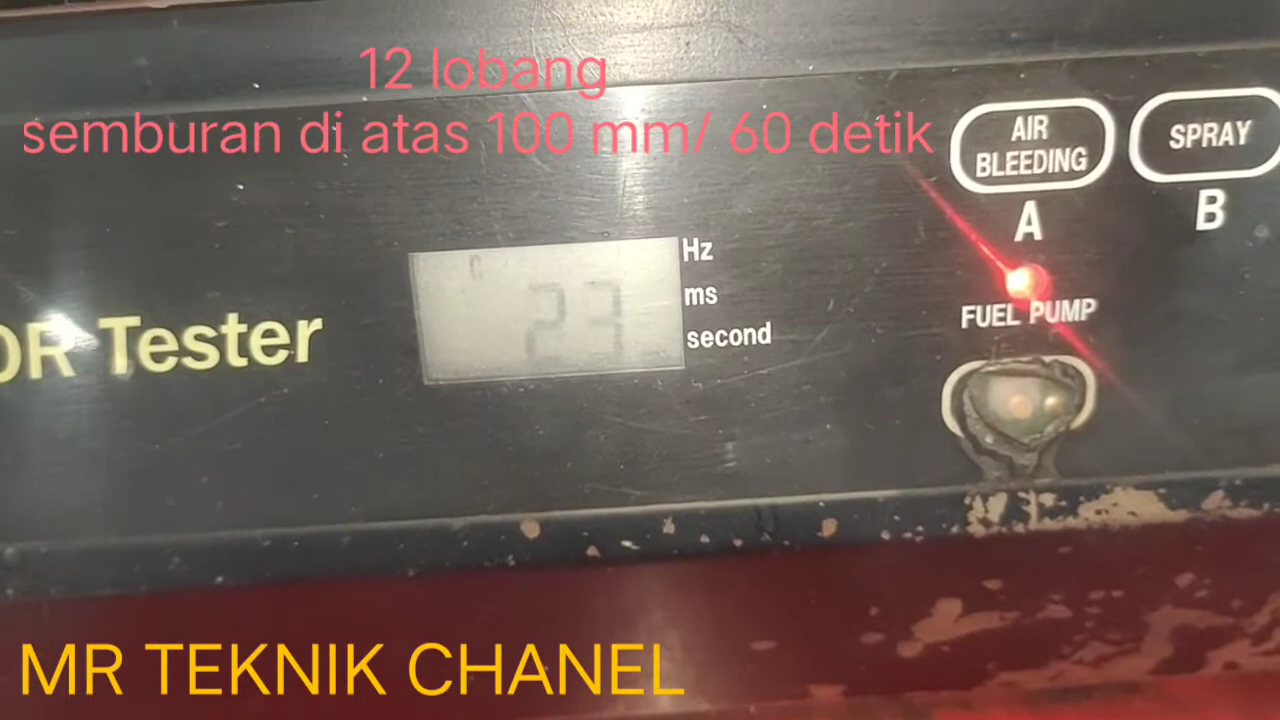 12 lobang
semburan di atas 100 mm/ 60 detik
AIR
BLEEDING
SPRAY
A
B
Hz
ms
second
23
OR Tester
FUEL PUMP
MR TEKNIK CHANEL